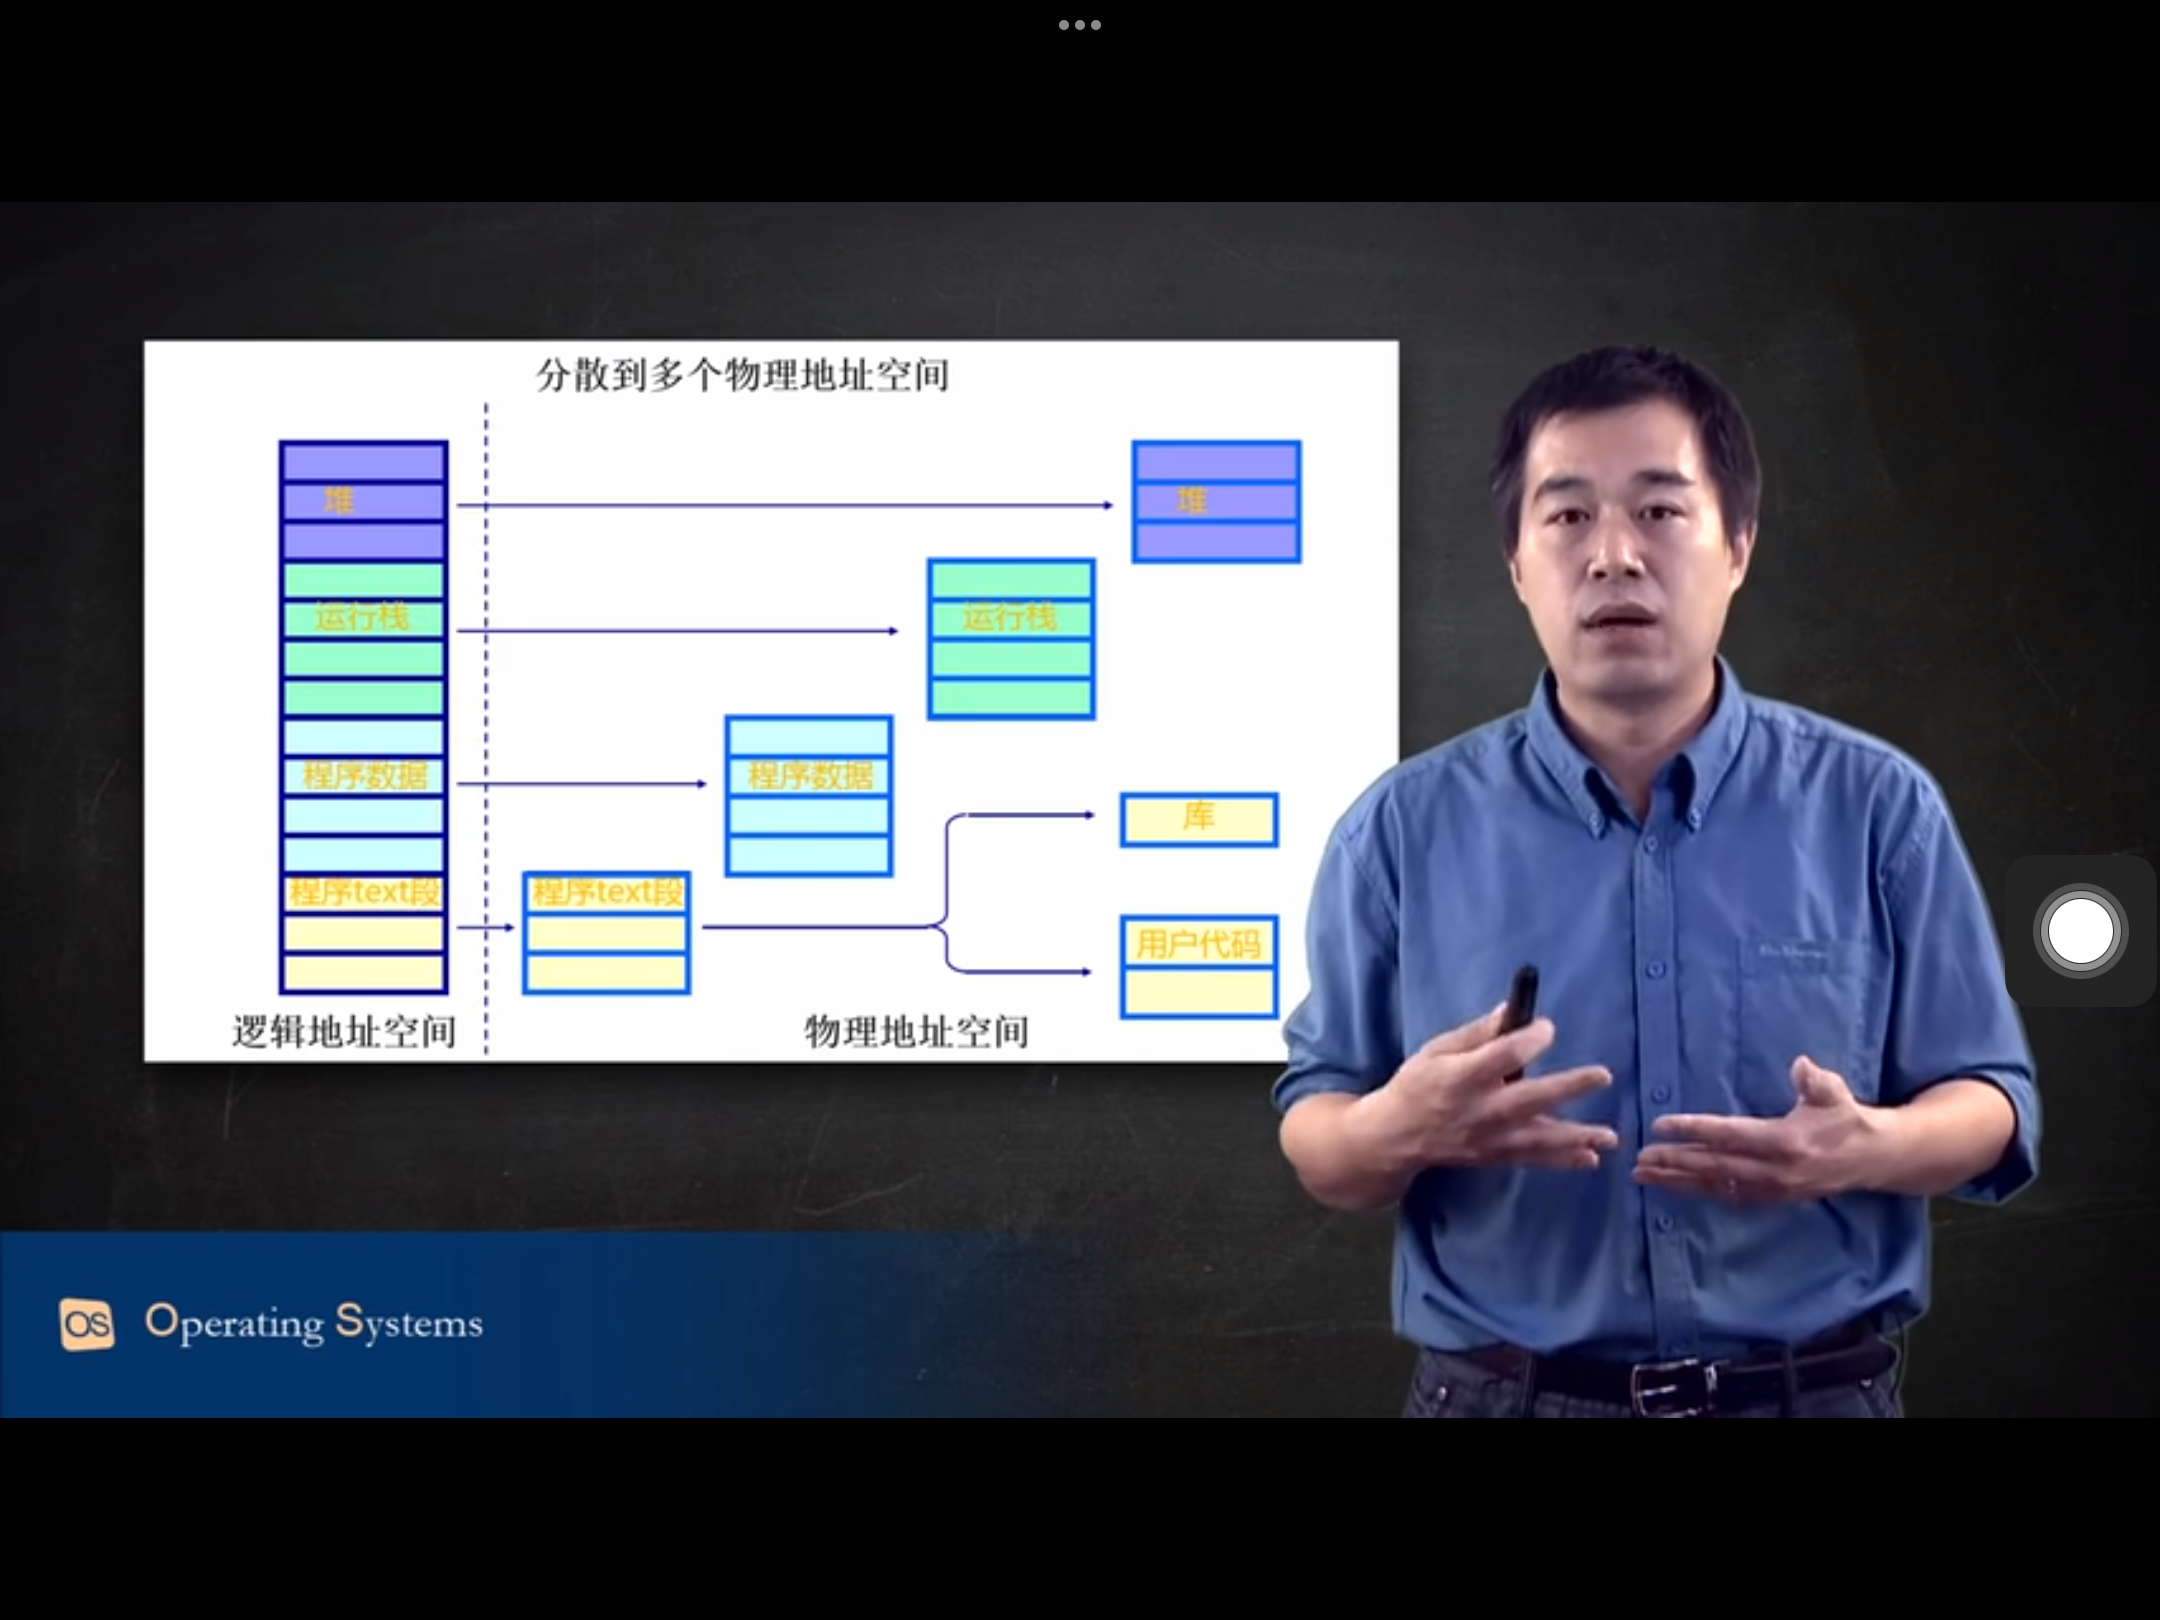 分散到多个物理地址空间
堆
堆
运行栈
运行栈
程序数据
程序数据
库
程序text段
程序text段
用户代码
逻辑地址空间
物理地址空间
OS
Operating Systems